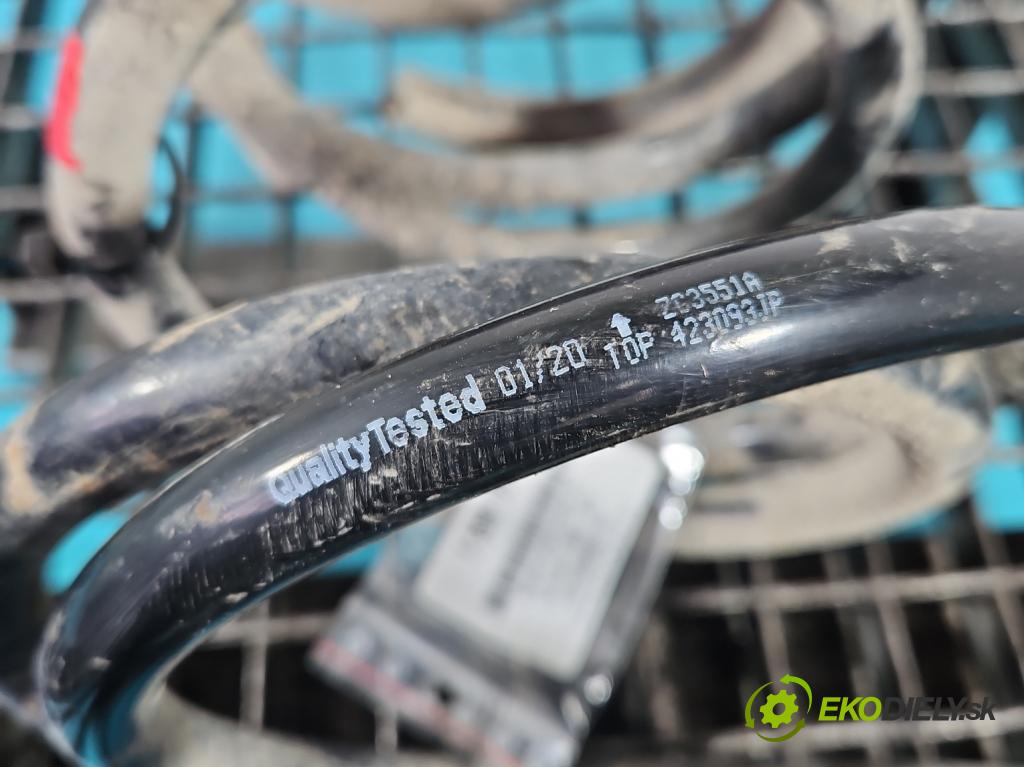 QualityTested 01/20 TOP 423093JP
ZC3551A
EKODIELY.sk